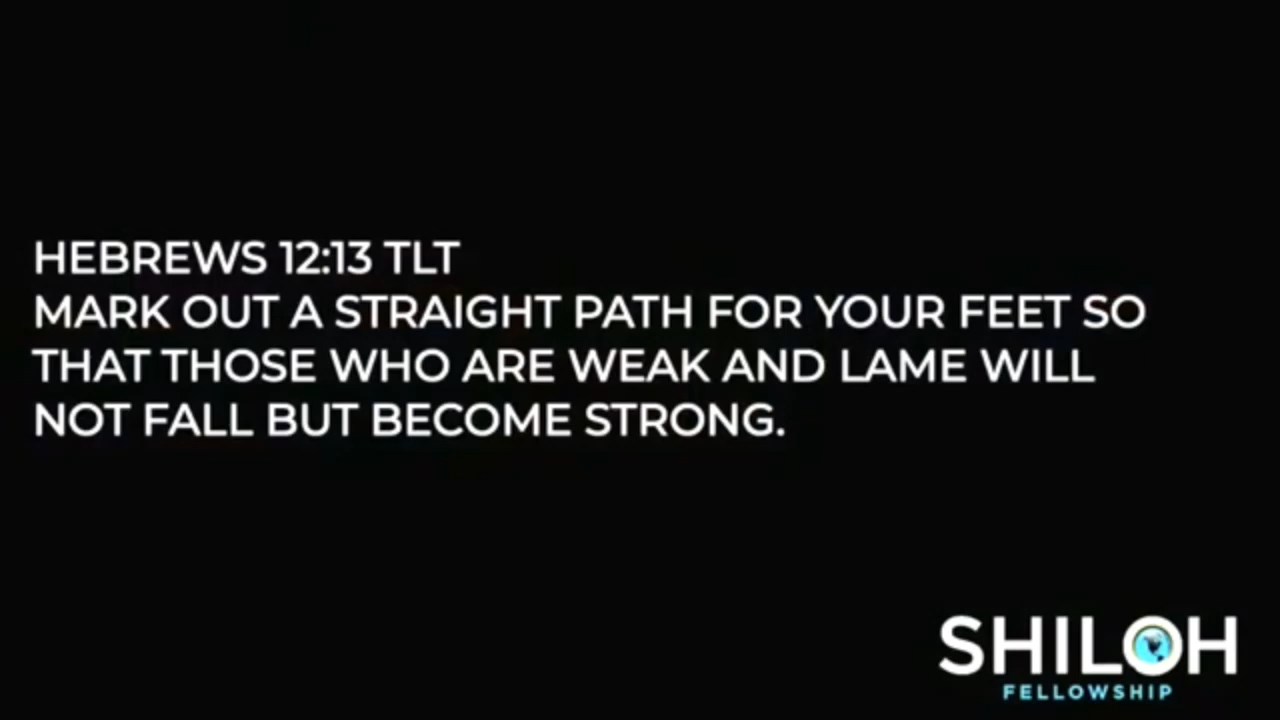 HEBREWS 12:13 TLT
MARK OUT A STRAIGHT PATH FOR YOUR FEET SO
THAT THOSE WHO ARE WEAK AND LAME WILL
NOT FALL BUT BECOME STRONG.
SHILOH
FELLOWSHIP